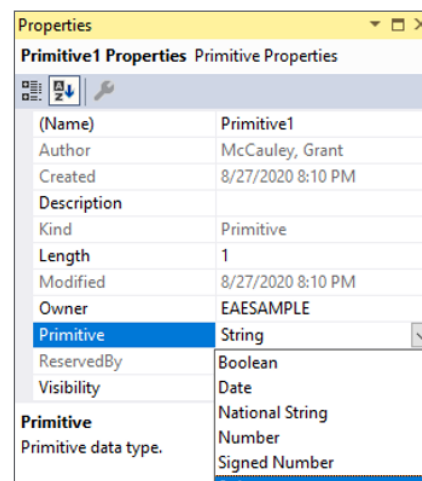 Properties
Primitive1 Properties Primitive Properties
(Name) Primitive1
Author McCauley, Grant
Created 8/27/2020 8:10 PM
Description
Kind Primitive
Length 1
Modified 8/27/2020 8:10 PM
Owner EAESAMPLE
Primitive String
ReservedBy Boolean
Visibility Date
National String
Primitive Number
Primitive data type. Signed Number